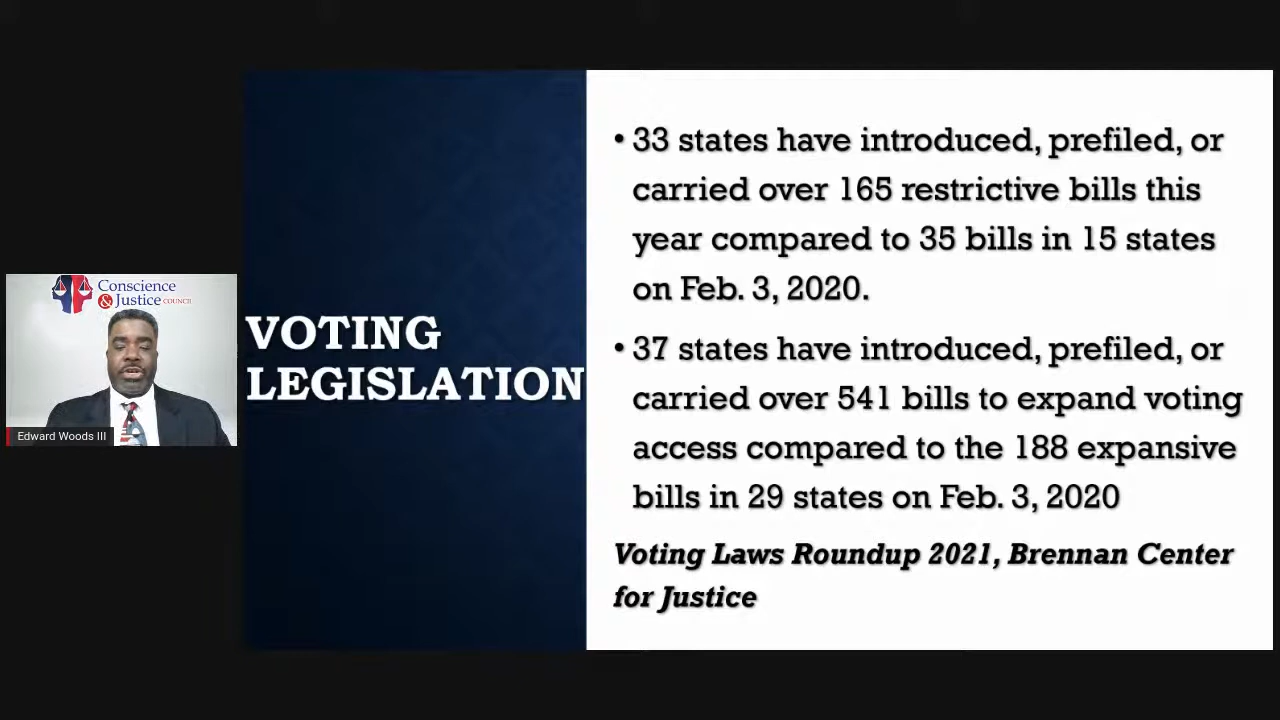 Conscience
& Justice COUNCIL
Edward Woods III
VOTING
LEGISLATION
• 33 states have introduced, prefiled, or
carried over 165 restrictive bills this
year compared to 35 bills in 15 states
on Feb. 3, 2020.
• 37 states have introduced, prefiled, or
carried over 541 bills to expand voting
access compared to the 188 expansive
bills in 29 states on Feb. 3, 2020
Voting Laws Roundup 2021, Brennan Center
for Justice